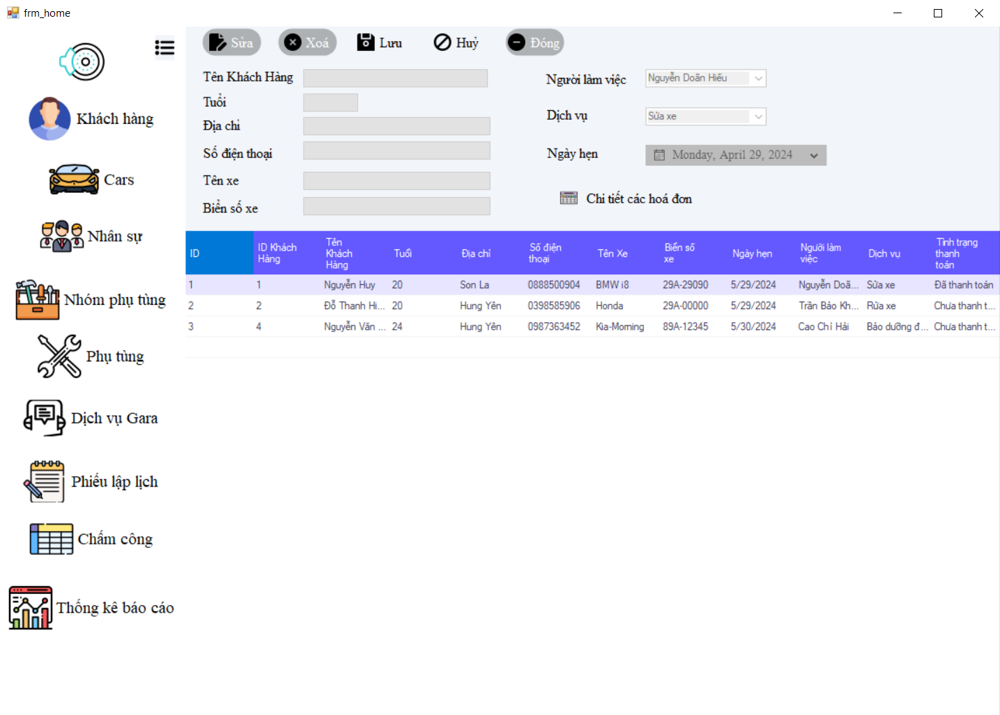 frm_home
Sửa
Xoá
Lưu
Huỷ
Đóng
Khách hàng
Cars
Nhân sự
Nhóm phụ tùng
Phụ tùng
Dịch vụ Gara
Phiếu lập lịch
Chấm công
Thống kê báo cáo
Tên Khách Hàng
Tuổi
Địa chỉ
Số điện thoại
Tên xe
Biển số xe
Người làm việc
Nguyễn Doãn Hiếu
Dịch vụ
Sửa xe
Ngày hẹn
Monday, April 29, 2024
Chi tiết các hoá đơn
ID
ID Khách
Hàng
Tên
Khách
Hàng
Tuổi
Địa chỉ
Số điện
thoại
Tên Xe
Biển số
xe
Ngày hẹn
Người làm
việc
Dịch vụ
Tình trạng
thanh
toán
1 1 Nguyễn Huy 20 Son La 0888500904 BMW i8 29A-29090 5/29/2024 Nguyễn Doã... Sửa xe Đã thanh toán
2 2 Đỗ Thanh Hi... 20 Hung Yên 0398585906 Honda 29A-00000 5/29/2024 Trần Bảo Kh... Rửa xe Chưa thanh t...
3 4 Nguyễn Văn ... 24 Hung Yên 0987363452 Kia-Morning 89A-12345 5/30/2024 Cao Chí Hải Bảo dưỡng đ... Chưa thanh t...